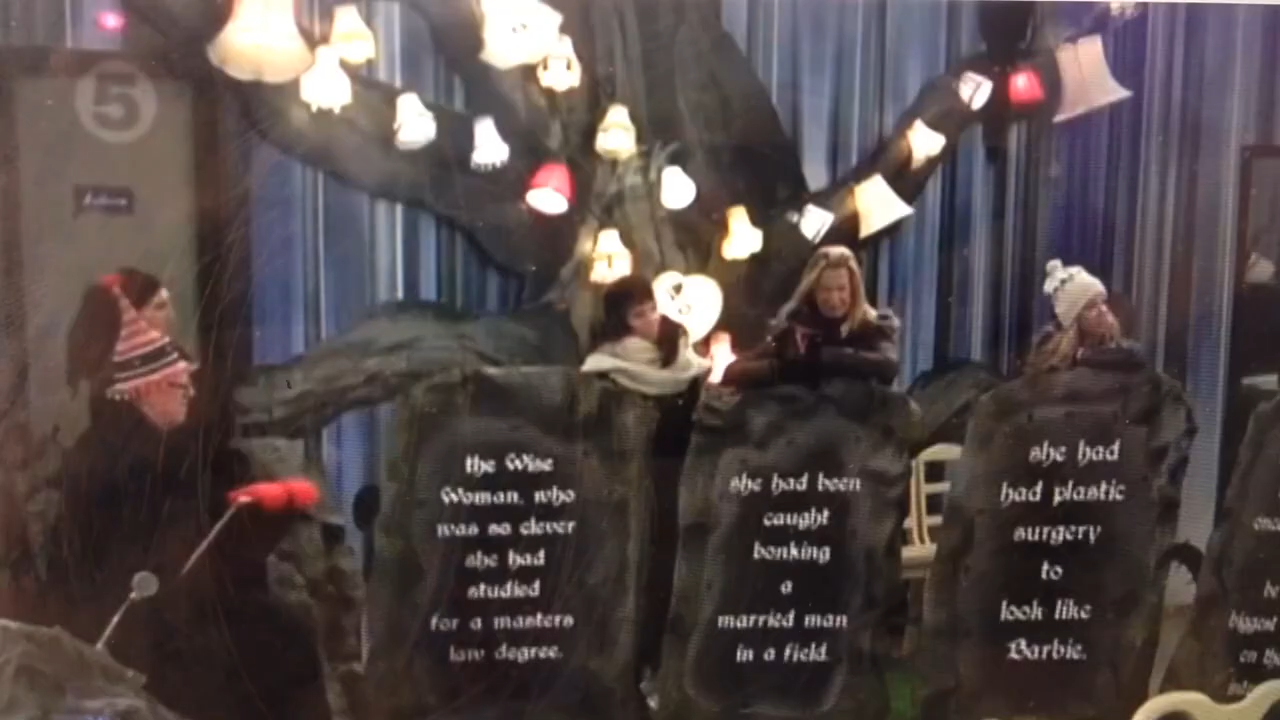 5
the Wise
Woman, who
was so clever
she had
studied
for a masters
law degree.
she had been
caught
bonking
a
married man
in a field.
she had
had plastic
surgery
to
look like
Barbie.
biggest